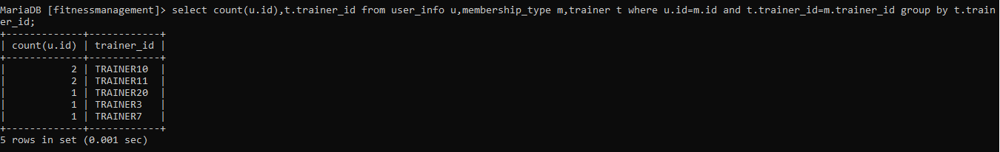 MariaDB [fitnessmanagement]> select count(u.id),t.trainer_id from user_info u,membership_type m,trainer t where u.id=m.id and t.trainer_id=m.trainer_id group by t.train
er_id;
+-------------+------------+
| count(u.id) | trainer_id |
+-------------+------------+
|           2 | TRAINER10  |
|           2 | TRAINER11  |
|           1 | TRAINER20  |
|           1 | TRAINER3   |
|           1 | TRAINER7   |
+-------------+------------+
5 rows in set (0.001 sec)